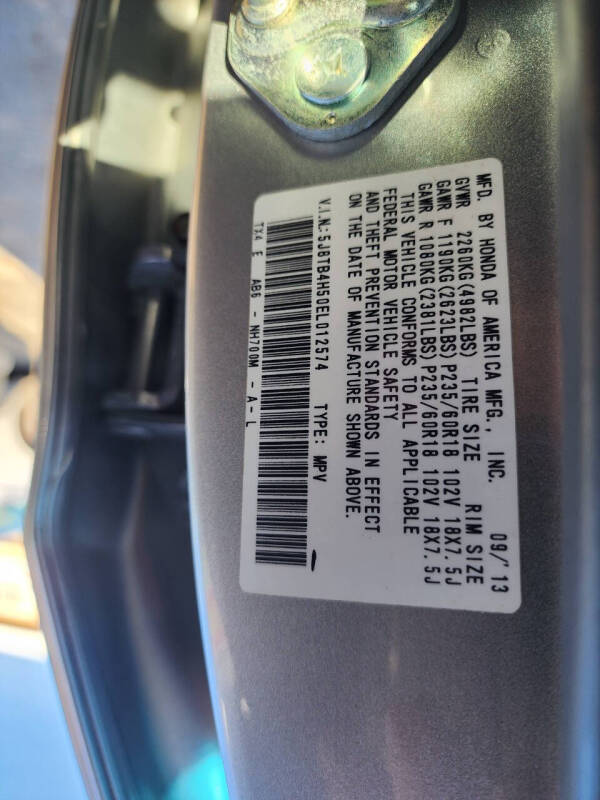 MFD. BY HONDA OF AMERICA MFG., INC. 09/'13
GVWR 2260KG(4982LBS) TIRE SIZE RIM SIZE
GAWR F 1190KG(2623LBS) P235/60R18 102V 18X7.5J
GAWR R 1080KG(2381LBS) P235/60R18 102V 18X7.5J
THIS VEHICLE CONFORMS TO ALL APPLICABLE
FEDERAL MOTOR VEHICLE SAFETY
AND THEFT PREVENTION STANDARDS IN EFFECT
ON THE DATE OF MANUFACTURE SHOWN ABOVE.
V.I.N.: 5J8TB4H50EL012574 TYPE: MPV
TX4 E AB6 - NH700M - A - L